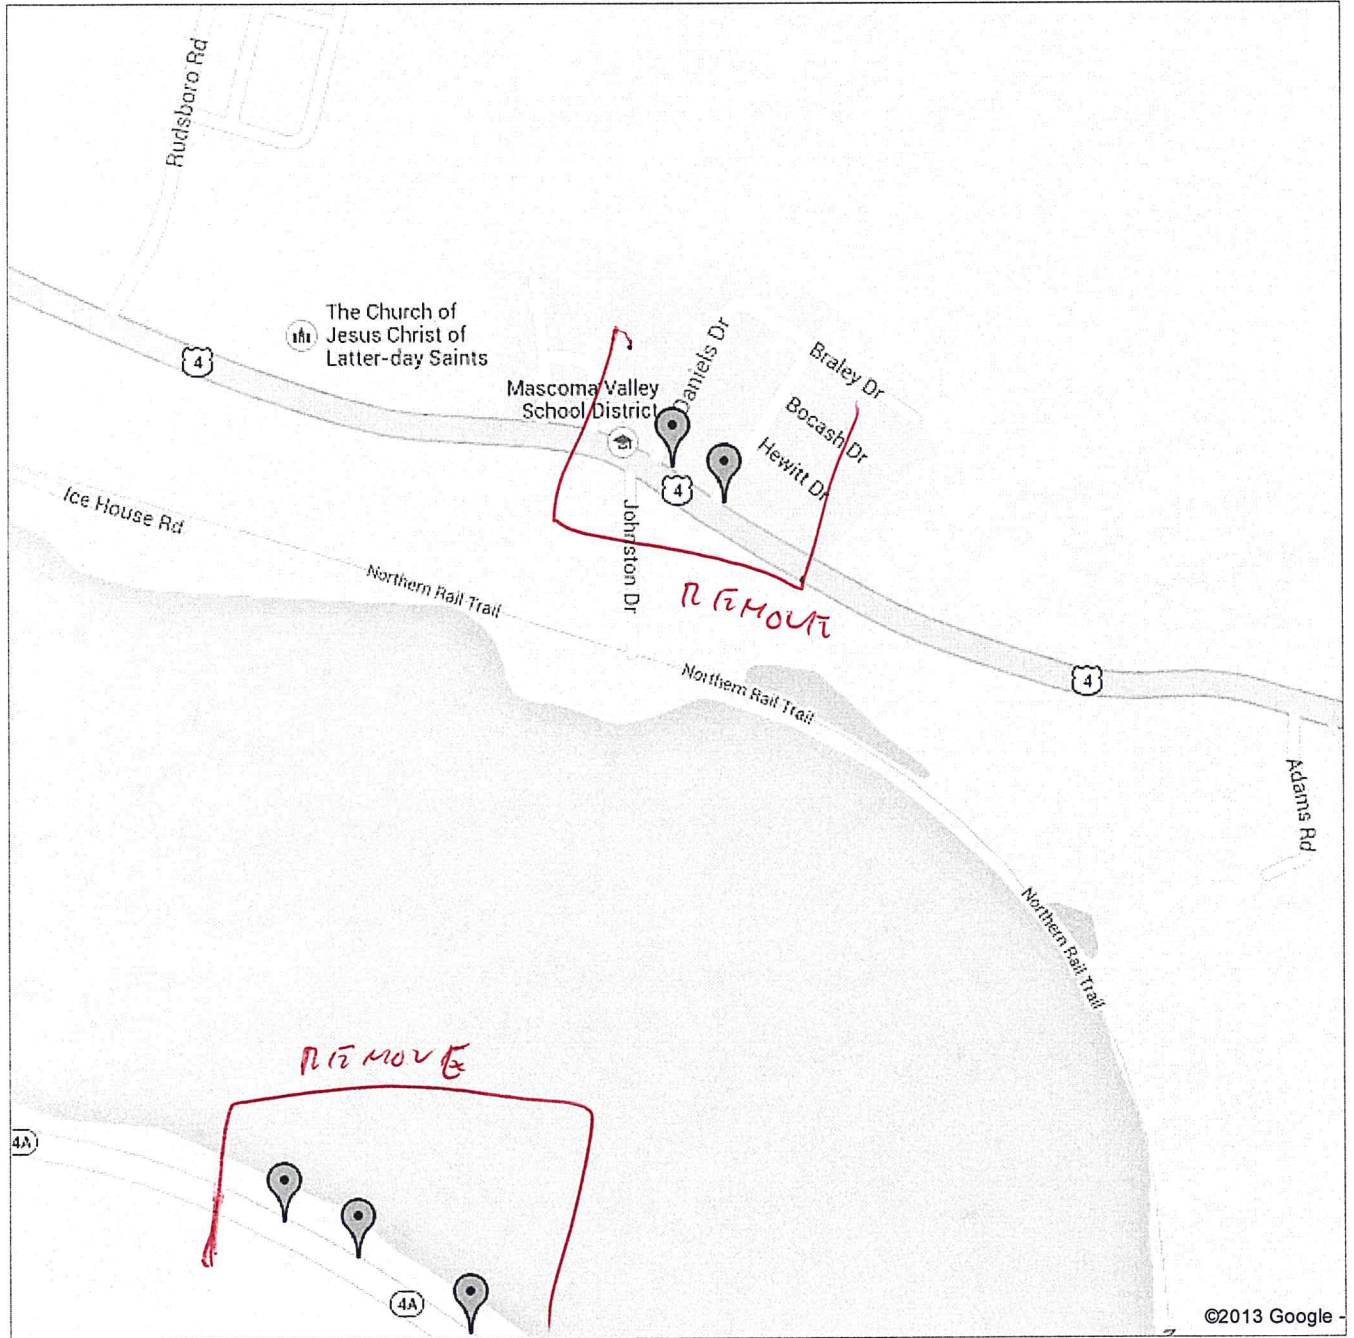 Rudsboro Rd
The Church of
Jesus Christ of
Latter-day Saints
4
Mascoma Valley
School District
Daniels Dr
Braley Dr
Bocash Dr
Hewitt Dr
4
Ice House Rd
Northern Rail Trail
Johnston Dr
REMOVE
Northern Rail Trail
4
Adams Rd
Northern Rail Trail
REMOVE
4A
4A
©2013 Google -